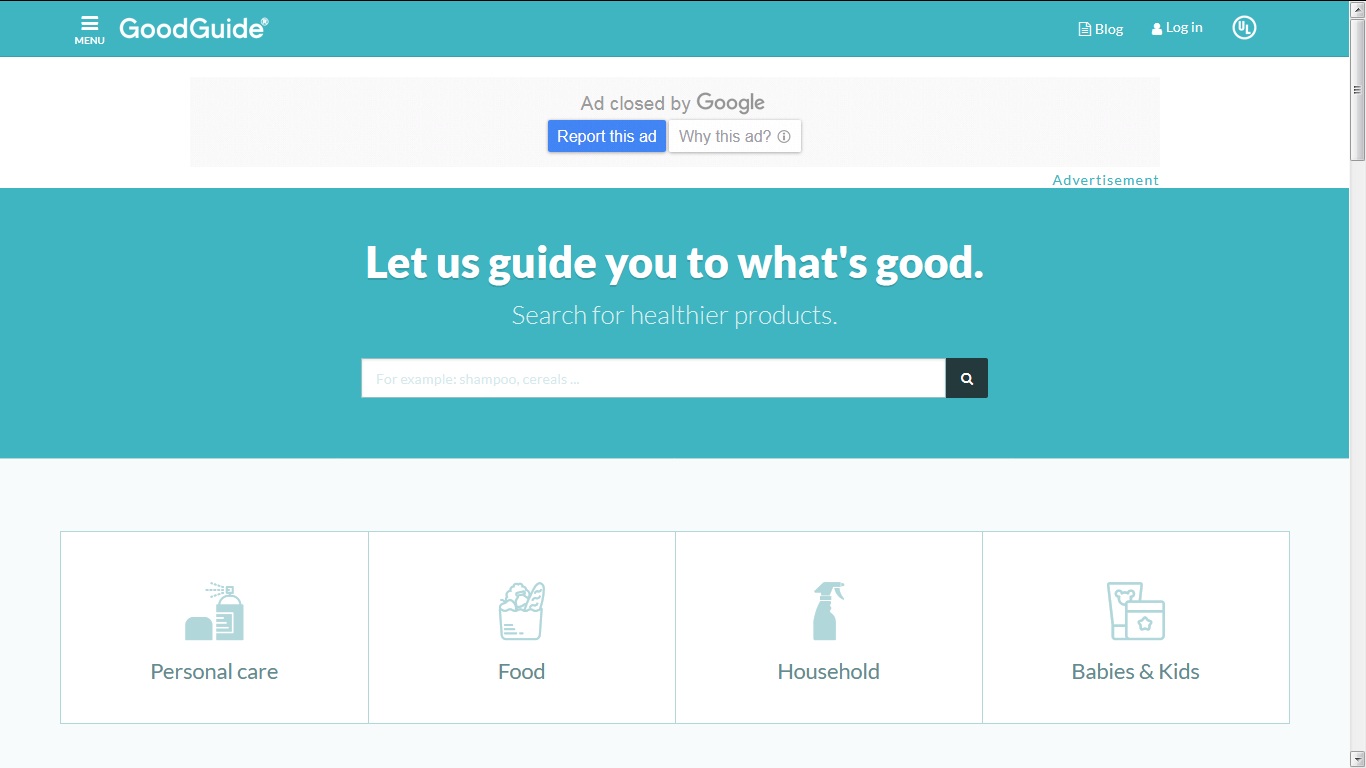 MENU
GoodGuide®
Blog
Log in
UL
Ad closed by Google
Report this ad
Why this ad?
Advertisement
Let us guide you to what's good.
Search for healthier products.
For example: shampoo, cereals ...
Personal care
Food
Household
Babies & Kids